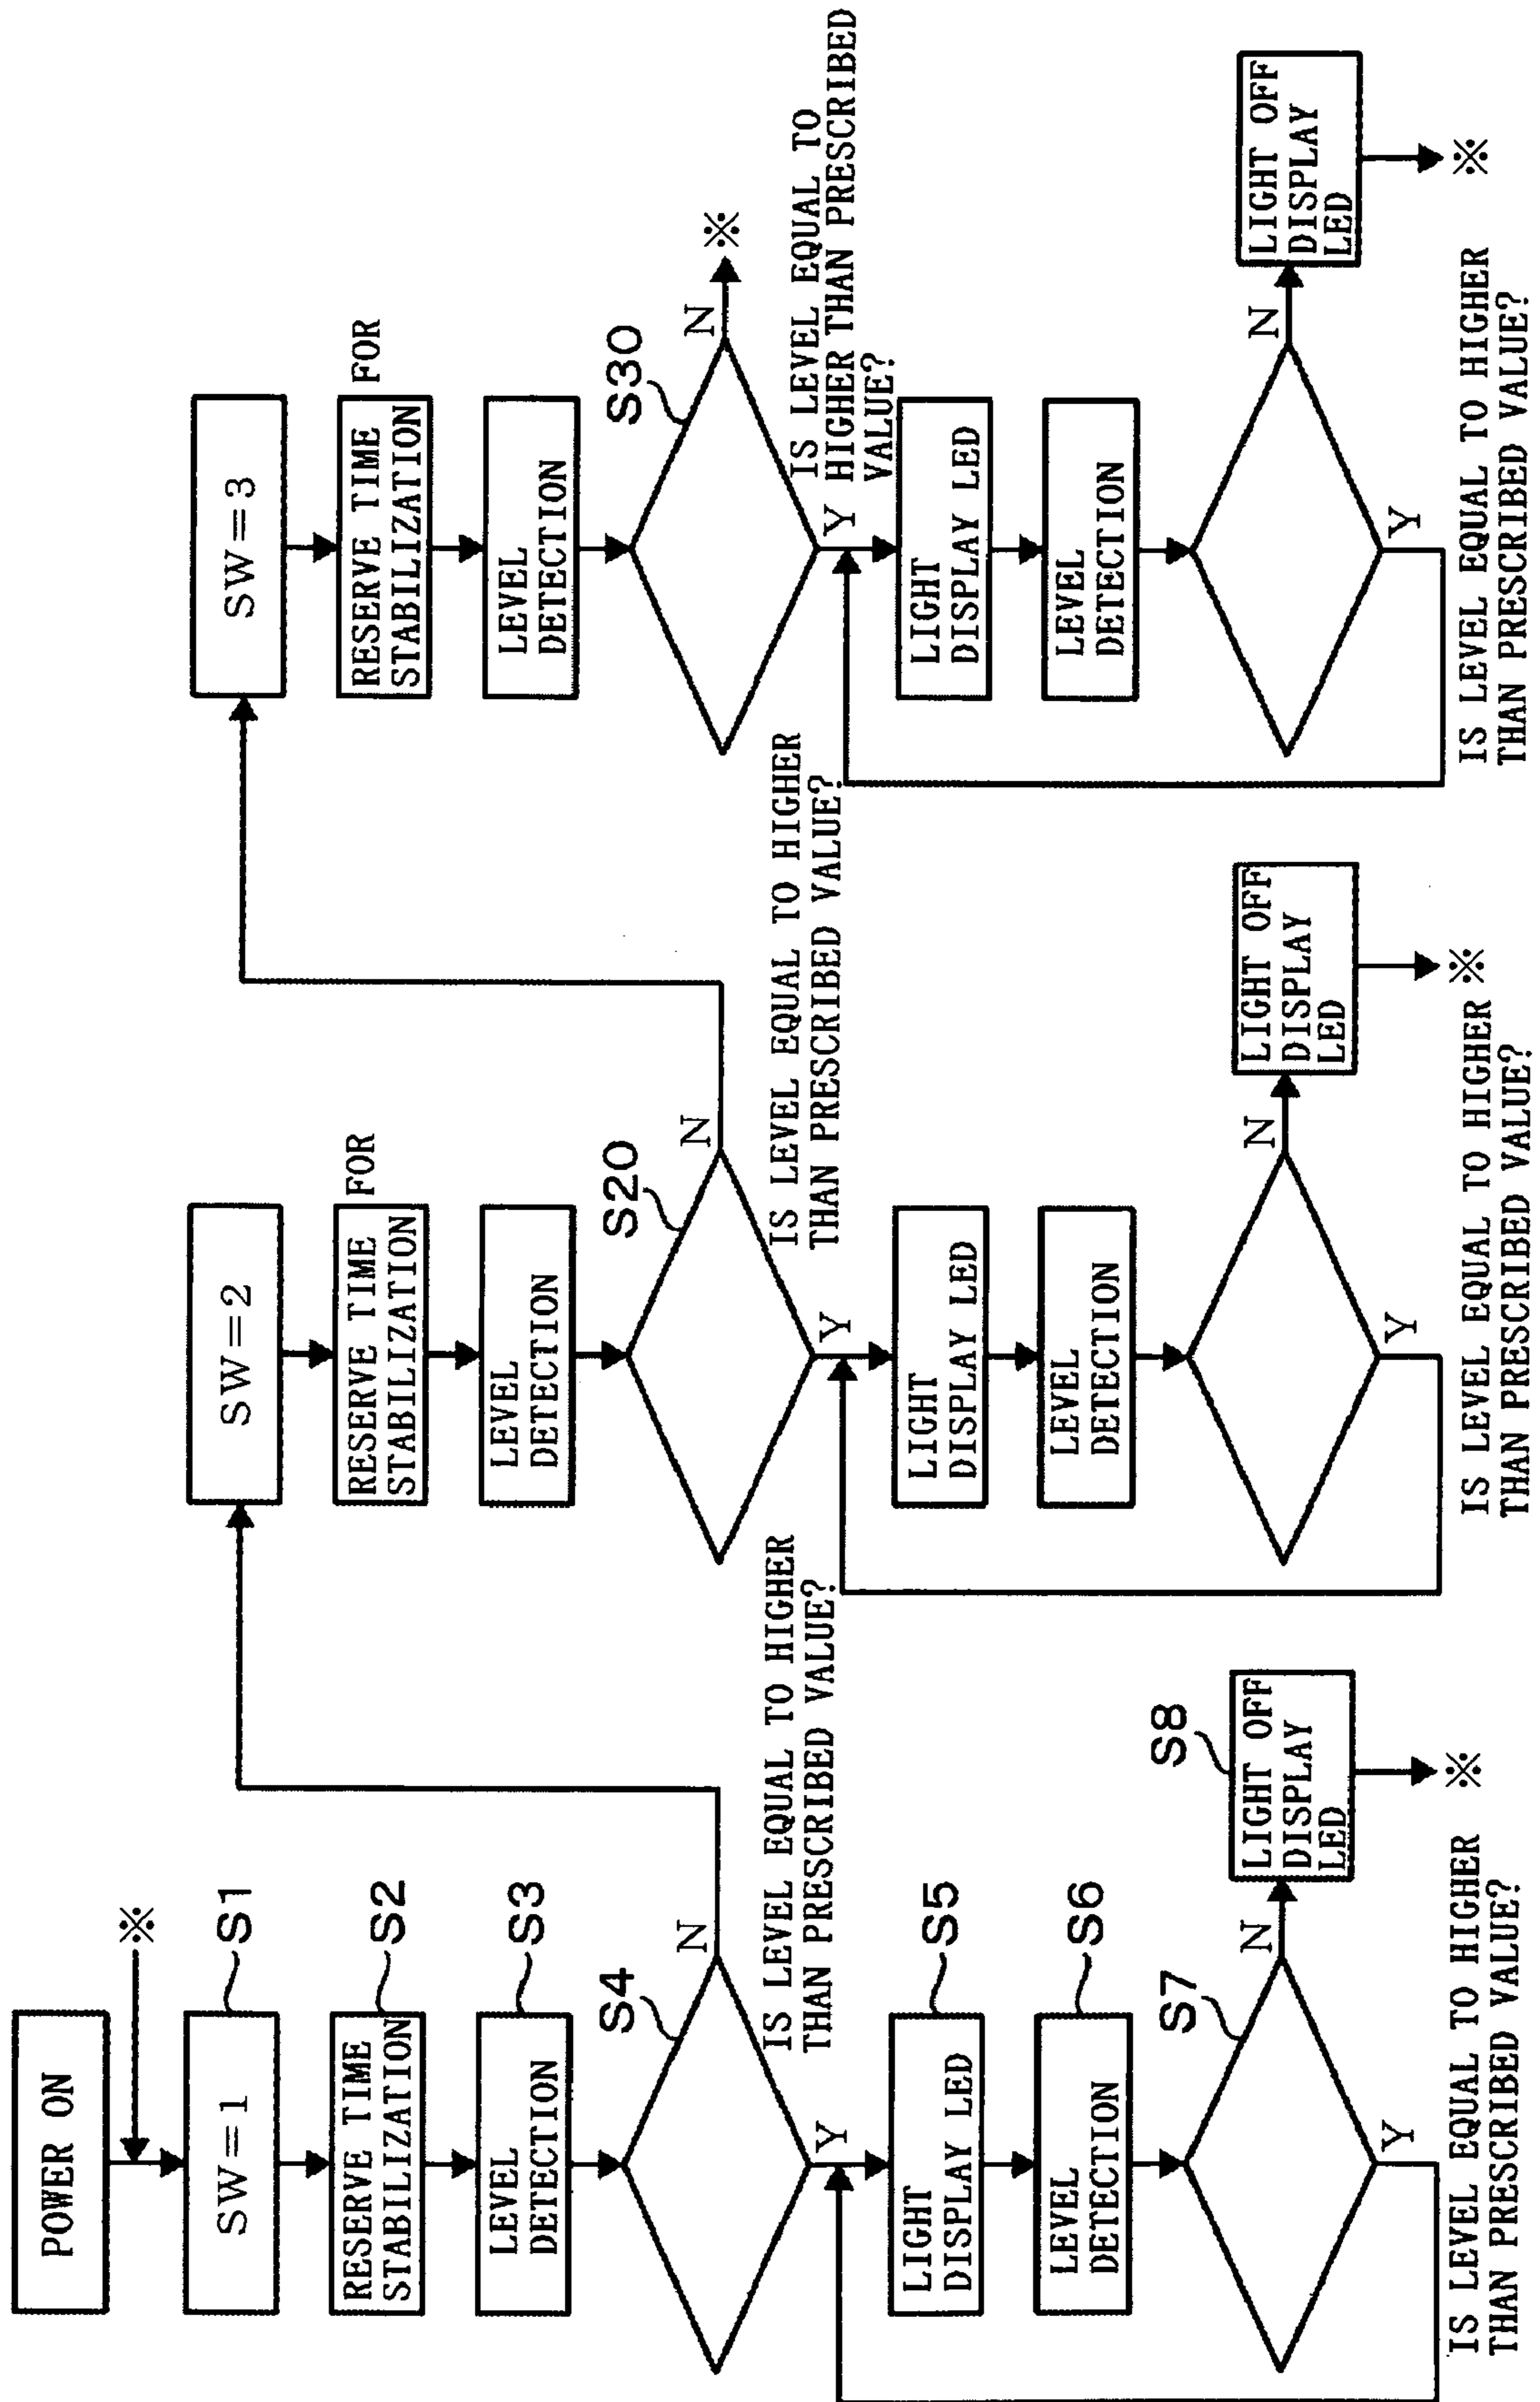 POWER ON
※
SW=1
S1
RESERVE TIME
STABILIZATION
S2
LEVEL
DETECTION
S3
S4
N
Y
IS LEVEL EQUAL TO HIGHER
THAN PRESCRIBED VALUE?
LIGHT
DISPLAY LED
S5
LEVEL
DETECTION
S6
S7
N
Y
IS LEVEL EQUAL TO HIGHER
THAN PRESCRIBED VALUE?
S8
LIGHT OFF
DISPLAY
LED
※
SW=2
RESERVE TIME FOR
STABILIZATION
LEVEL
DETECTION
S20
N
Y
IS LEVEL EQUAL TO HIGHER
THAN PRESCRIBED VALUE?
LIGHT
DISPLAY LED
LEVEL
DETECTION
N
Y
IS LEVEL EQUAL TO HIGHER
THAN PRESCRIBED VALUE?
LIGHT OFF
DISPLAY
LED
※
SW=3
RESERVE TIME FOR
STABILIZATION
LEVEL
DETECTION
S30
N
※
Y
IS LEVEL EQUAL TO
HIGHER THAN PRESCRIBED
VALUE?
LIGHT
DISPLAY LED
LEVEL
DETECTION
N
Y
IS LEVEL EQUAL TO HIGHER
THAN PRESCRIBED VALUE?
LIGHT OFF
DISPLAY
LED
※